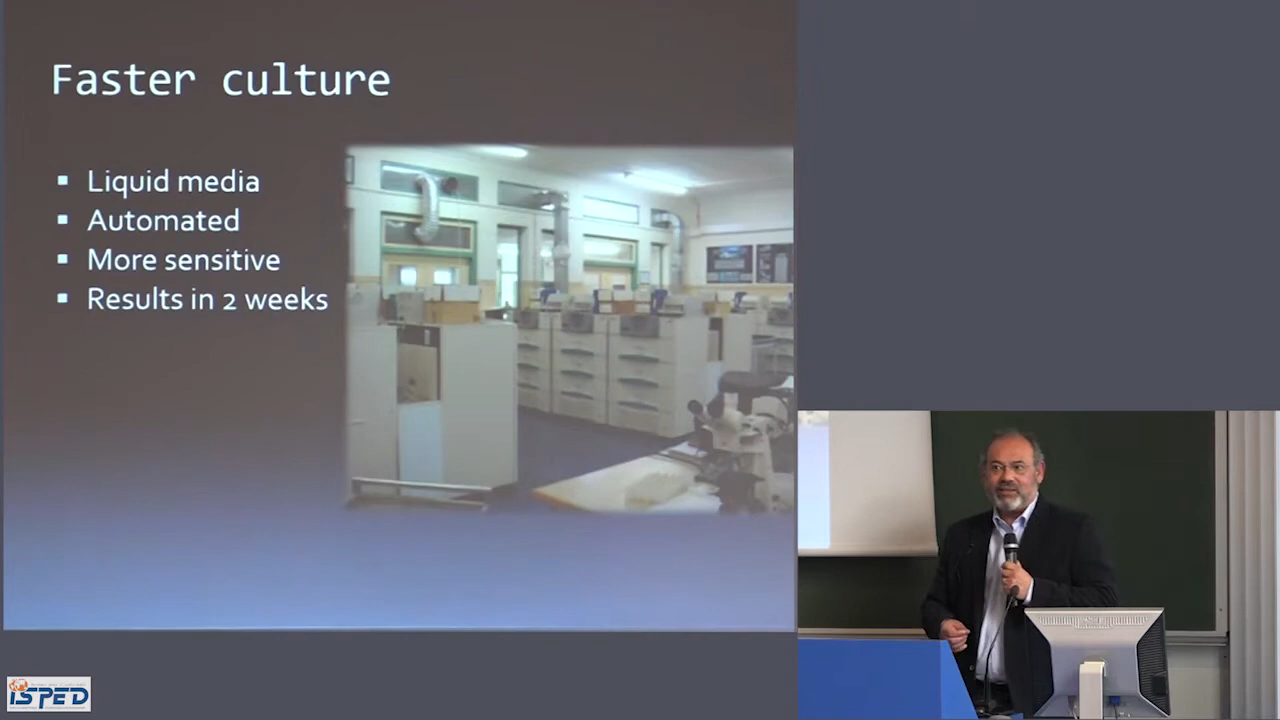 Faster culture
▪ Liquid media
▪ Automated
▪ More sensitive
▪ Results in 2 weeks
iSPED